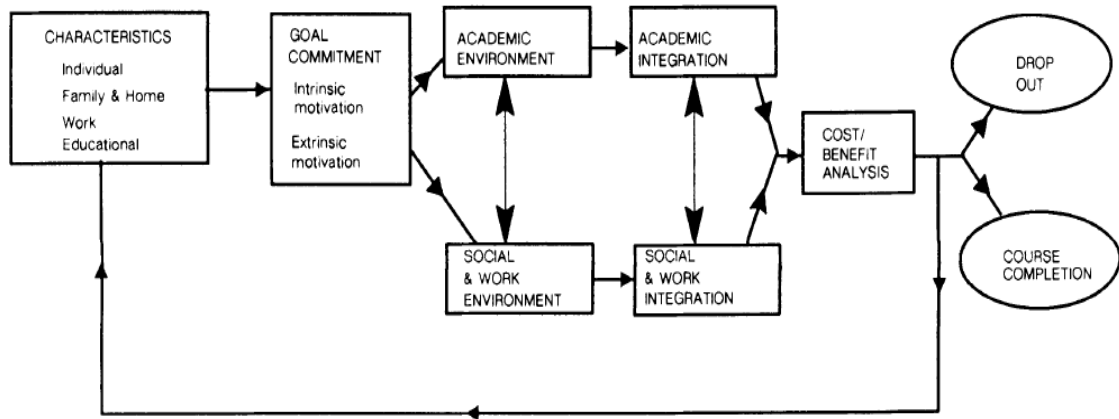 CHARACTERISTICS
Individual
Family & Home
Work
Educational
GOAL
COMMITMENT
Intrinsic
motivation
Extrinsic
motivation
ACADEMIC
ENVIRONMENT
ACADEMIC
INTEGRATION
SOCIAL
& WORK
ENVIRONMENT
SOCIAL
& WORK
INTEGRATION
COST/
BENEFIT
ANALYSIS
DROP
OUT
COURSE
COMPLETION